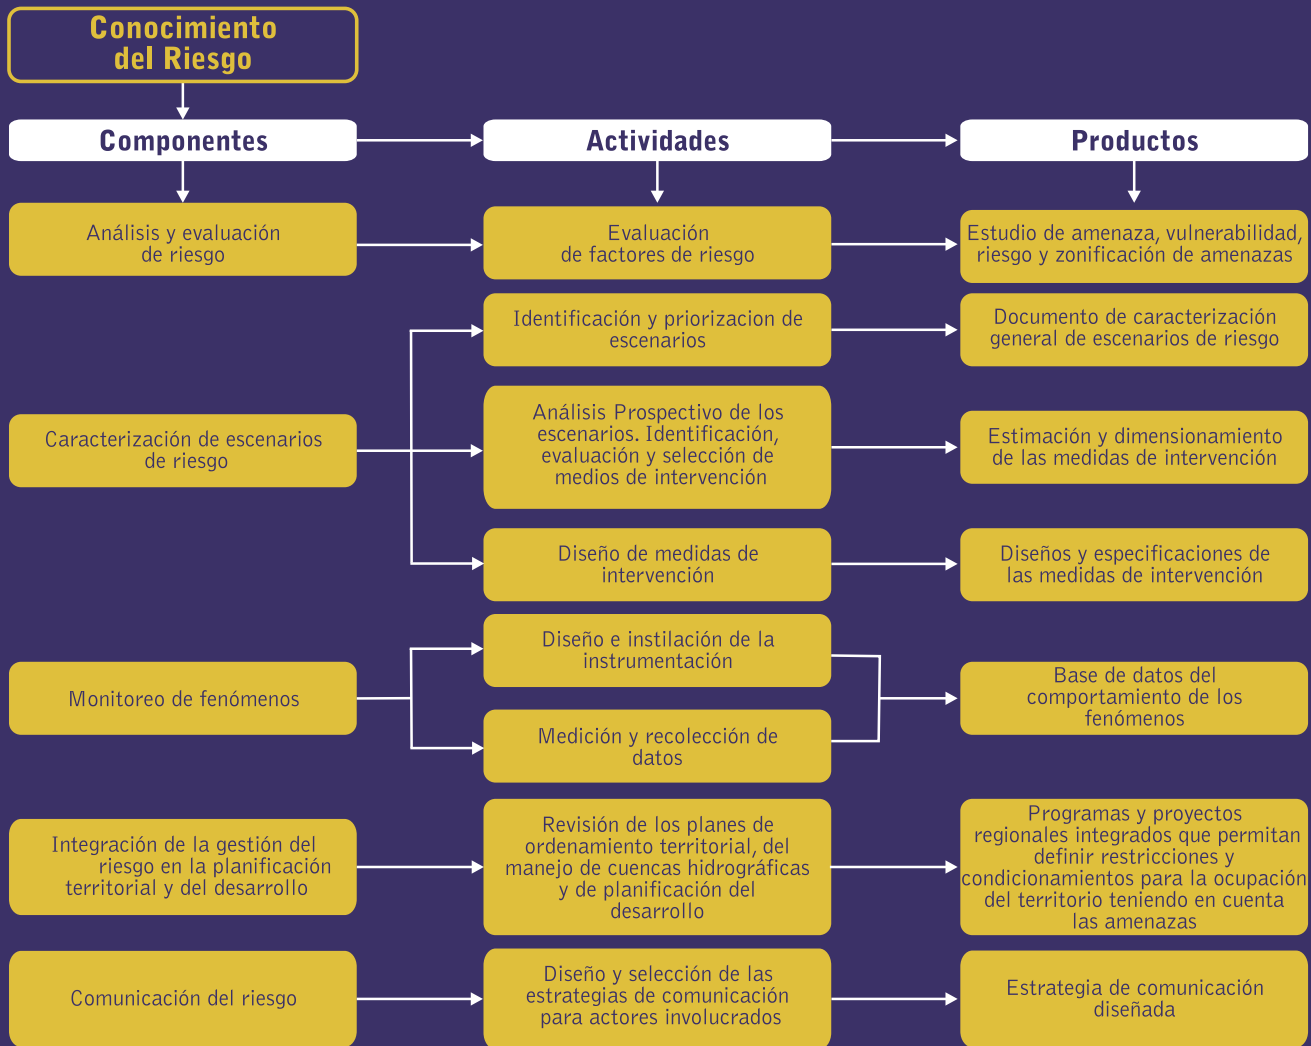 Conocimiento
del Riesgo
Componentes
Actividades
Productos
Análisis y evaluación
de riesgo
Evaluación
de factores de riesgo
Estudio de amenaza, vulnerabilidad,
riesgo y zonificación de amenazas
Caracterización de escenarios
de riesgo
Identificación y priorizacion de
escenarios
Documento de caracterización
general de escenarios de riesgo
Análisis Prospectivo de los
escenarios. Identificación,
evaluación y selección de
medios de intervención
Estimación y dimensionamiento
de las medidas de intervención
Diseño de medidas de
intervención
Diseños y especificaciones de
las medidas de intervención
Monitoreo de fenómenos
Diseño e instilación de la
instrumentación
Medición y recolección de
datos
Base de datos del
comportamiento de los
fenómenos
Integración de la gestión del
riesgo en la planificación
territorial y del desarrollo
Revisión de los planes de
ordenamiento territorial, del
manejo de cuencas hidrográficas
y de planificación del
desarrollo
Programas y proyectos
regionales integrados que permitan
definir restricciones y
condicionamientos para la ocupación
del territorio teniendo en cuenta
las amenazas
Comunicación del riesgo
Diseño y selección de las
estrategias de comunicación
para actores involucrados
Estrategia de comunicación
diseñada